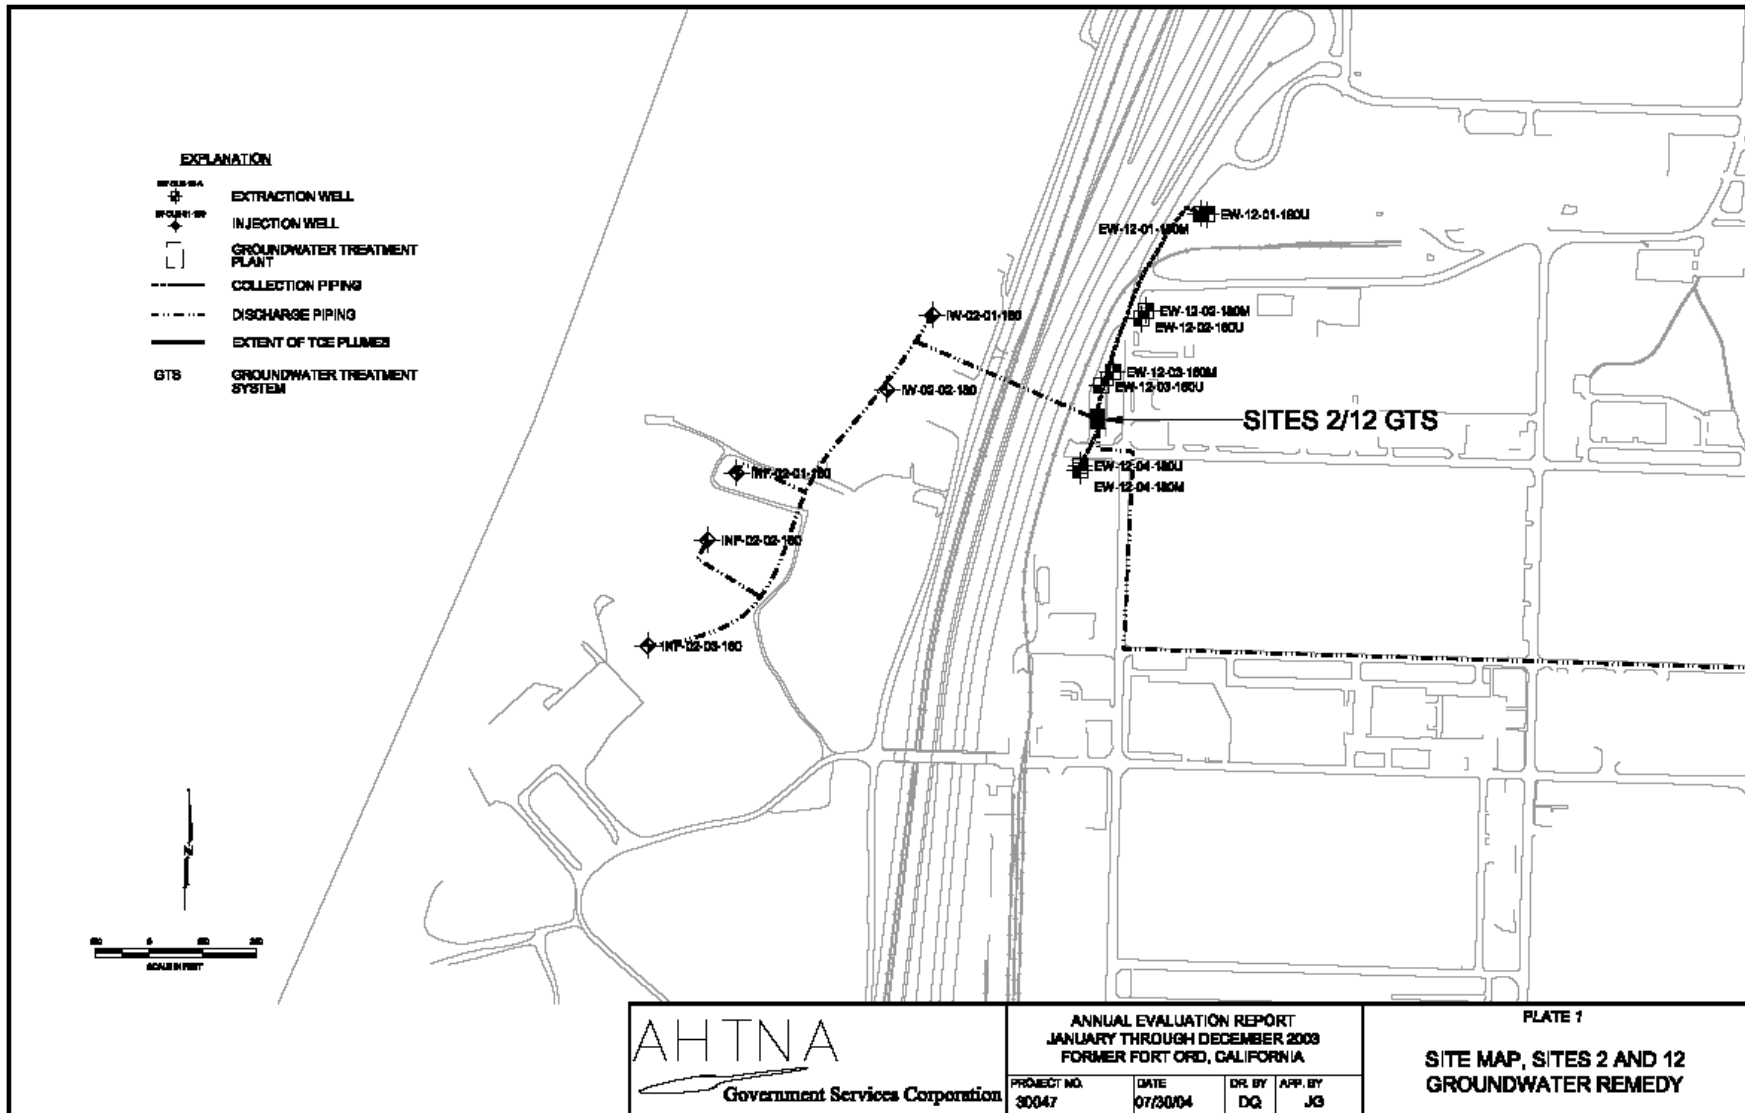 EXPLANATION
EXTRACTION WELL
INJECTION WELL
GROUNDWATER TREATMENT
PLANT
COLLECTION PIPING
DISCHARGE PIPING
EXTENT OF TCE PLUMES
GTS GROUNDWATER TREATMENT
SYSTEM
EW-12-01-180U
EW-12-01-180M
IW-02-01-180
EW-12-02-180M
EW-12-02-180U
EW-12-03-180M
EW-12-03-180U
IW-02-02-180
SITES 2/12 GTS
EW-12-04-180U
EW-12-04-180M
INF-02-01-180
INF-02-02-180
INF-02-03-180
N
SCALE IN FEET
AHTNA
Government Services Corporation
ANNUAL EVALUATION REPORT
JANUARY THROUGH DECEMBER 2003
FORMER FORT ORD, CALIFORNIA
PROJECT NO. DATE DR. BY APP. BY
30047 07/30/04 DQ JG
PLATE 1
SITE MAP, SITES 2 AND 12
GROUNDWATER REMEDY